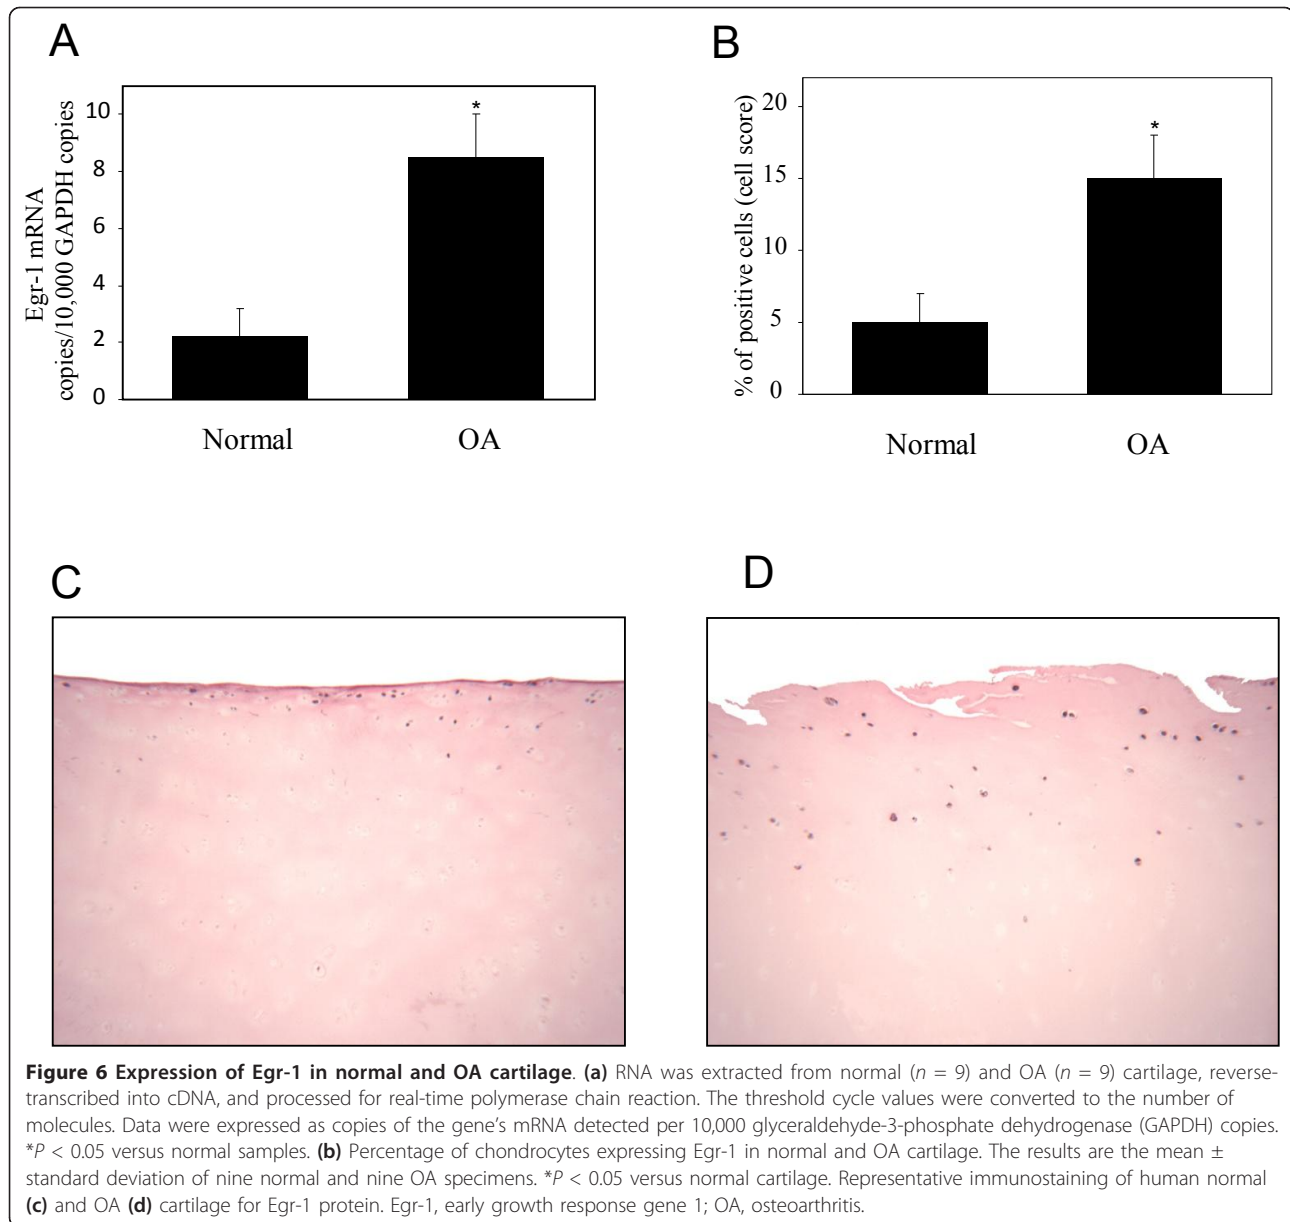 A
Egr-1 mRNA
copies/10,000 GAPDH copies
10
8
6
4
2
0
*
Normal
OA
B
% of positive cells (cell score)
20
15
10
5
0
*
Normal
OA
C
D
Figure 6 Expression of Egr-1 in normal and OA cartilage. (a) RNA was extracted from normal (n = 9) and OA (n = 9) cartilage, reverse-
transcribed into cDNA, and processed for real-time polymerase chain reaction. The threshold cycle values were converted to the number of
molecules. Data were expressed as copies of the gene's mRNA detected per 10,000 glyceraldehyde-3-phosphate dehydrogenase (GAPDH) copies.
*P < 0.05 versus normal samples. (b) Percentage of chondrocytes expressing Egr-1 in normal and OA cartilage. The results are the mean ±
standard deviation of nine normal and nine OA specimens. *P < 0.05 versus normal cartilage. Representative immunostaining of human normal
(c) and OA (d) cartilage for Egr-1 protein. Egr-1, early growth response gene 1; OA, osteoarthritis.